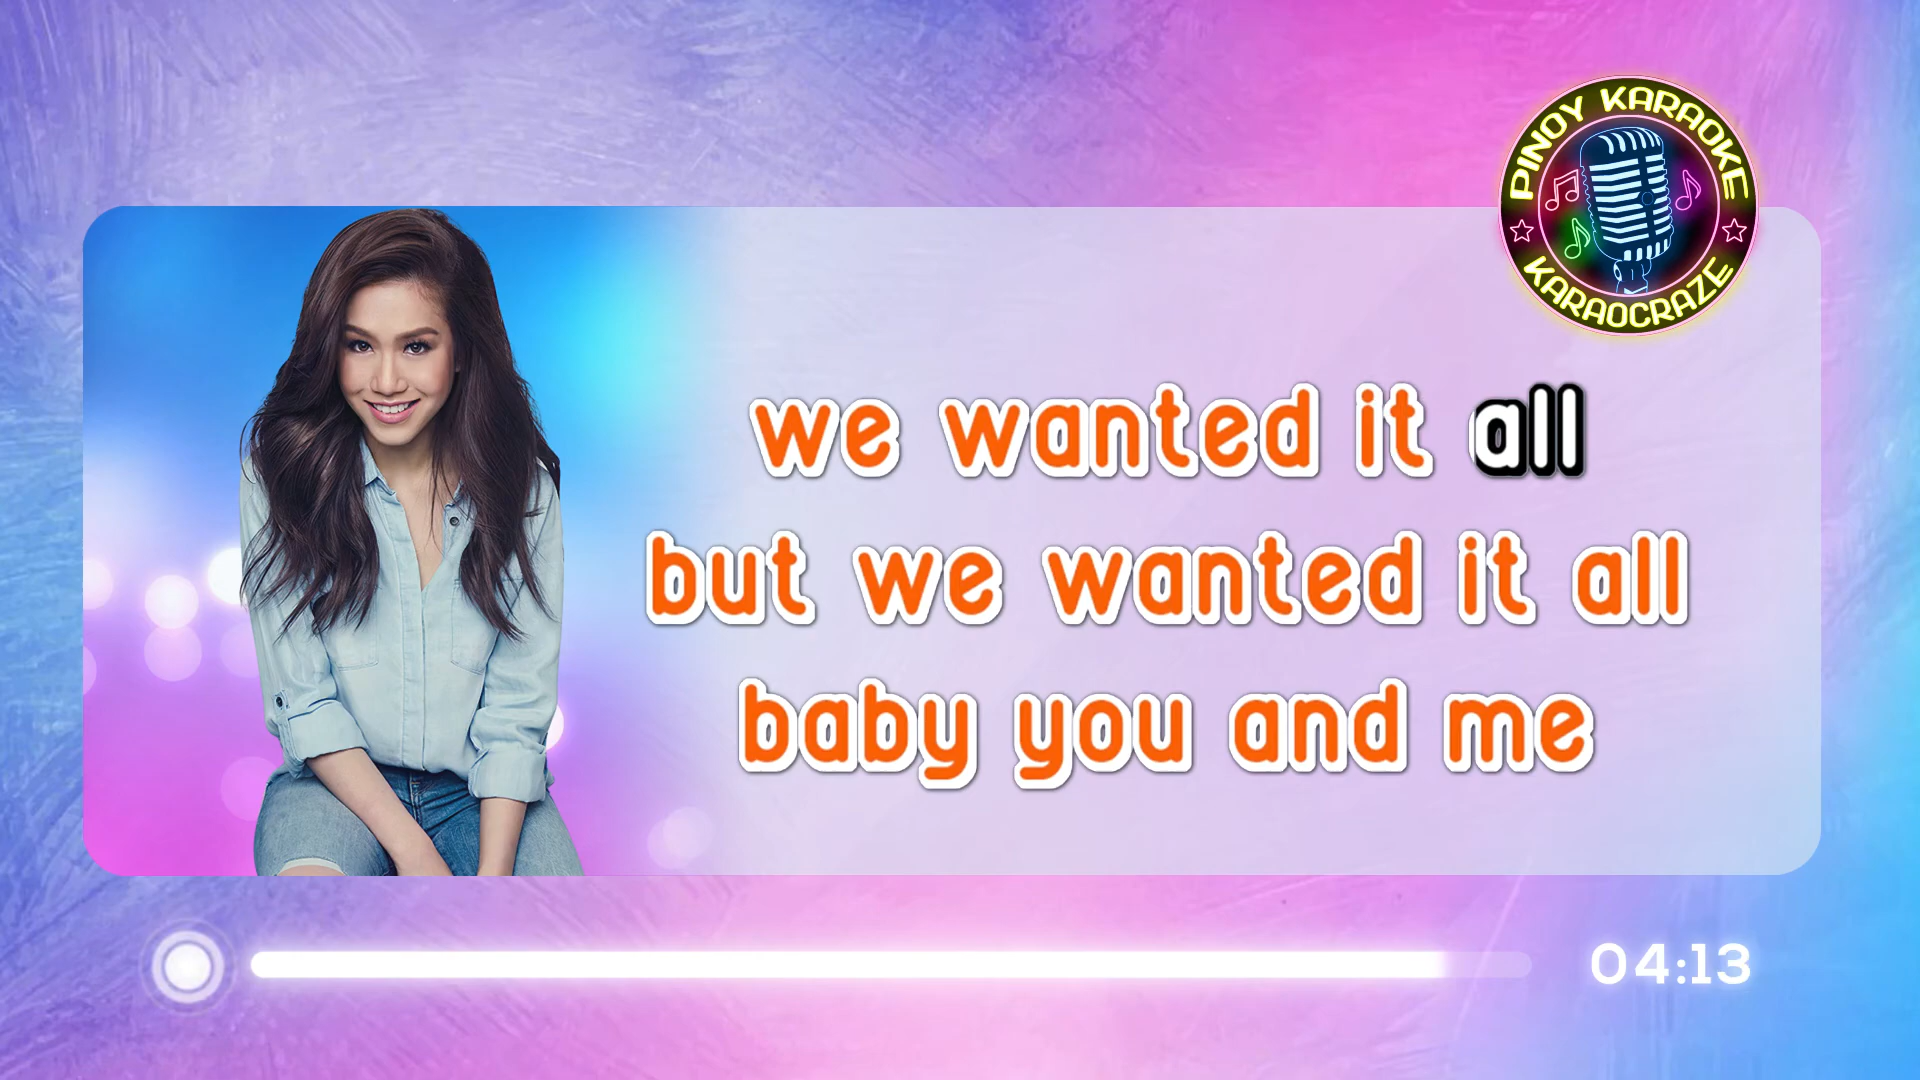 PINOY KARAOKE
KARAOCRAZE
we wanted it all
but we wanted it all
baby you and me
04:13